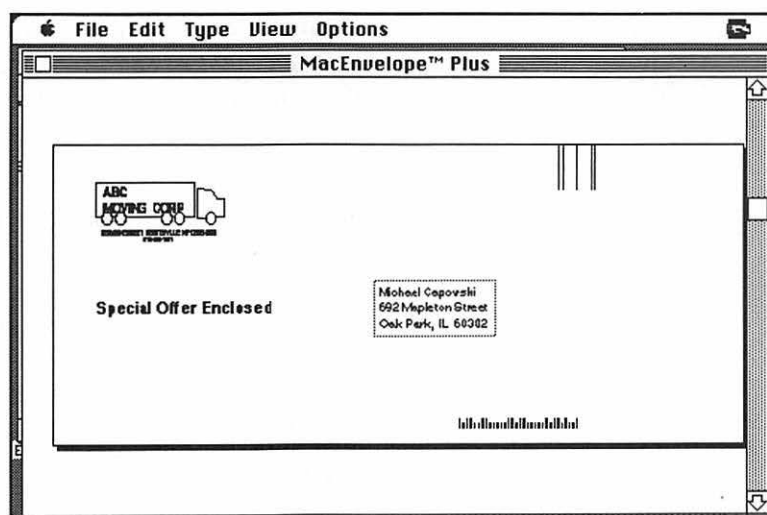 File Edit Type View Options
MacEnvelope™ Plus
ABC
MOVING CORP
Special Offer Enclosed
Michael Capovski
692 Mapleton Street
Oak Park, IL 60302
E